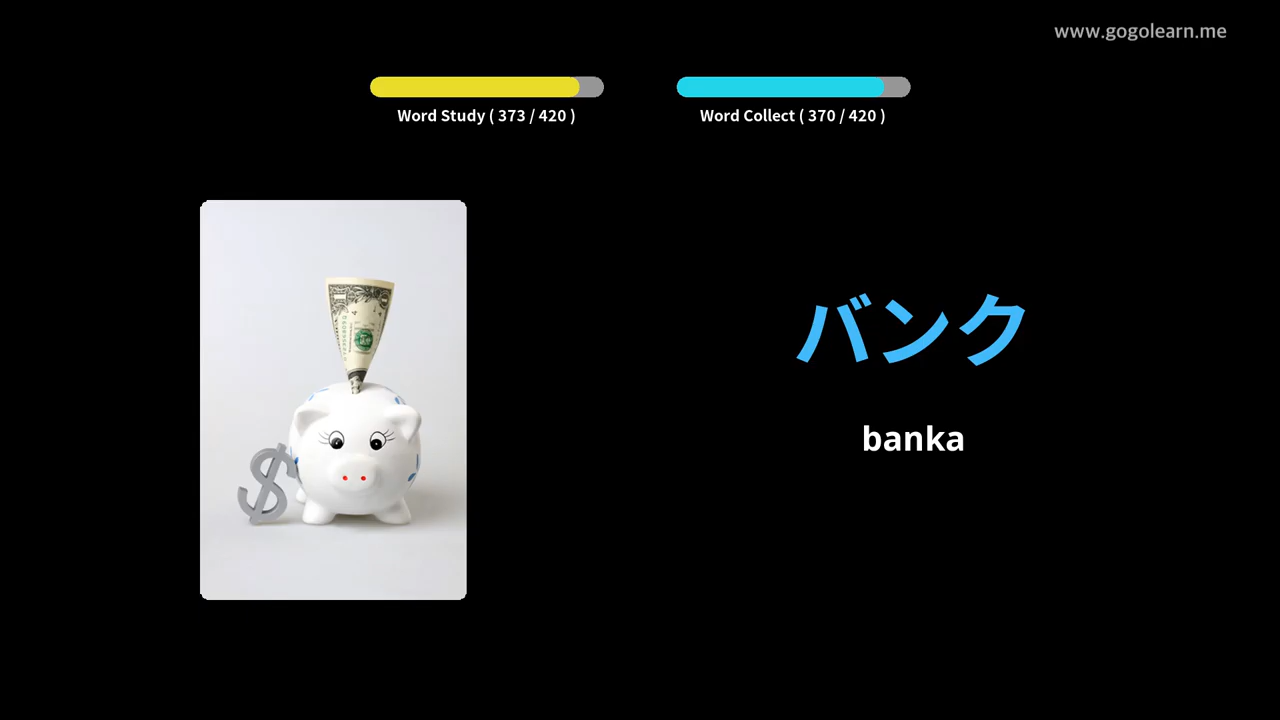 www.gogolearn.me
Word Study ( 373 / 420 )
Word Collect ( 370 / 420 )
バンク
banka
$